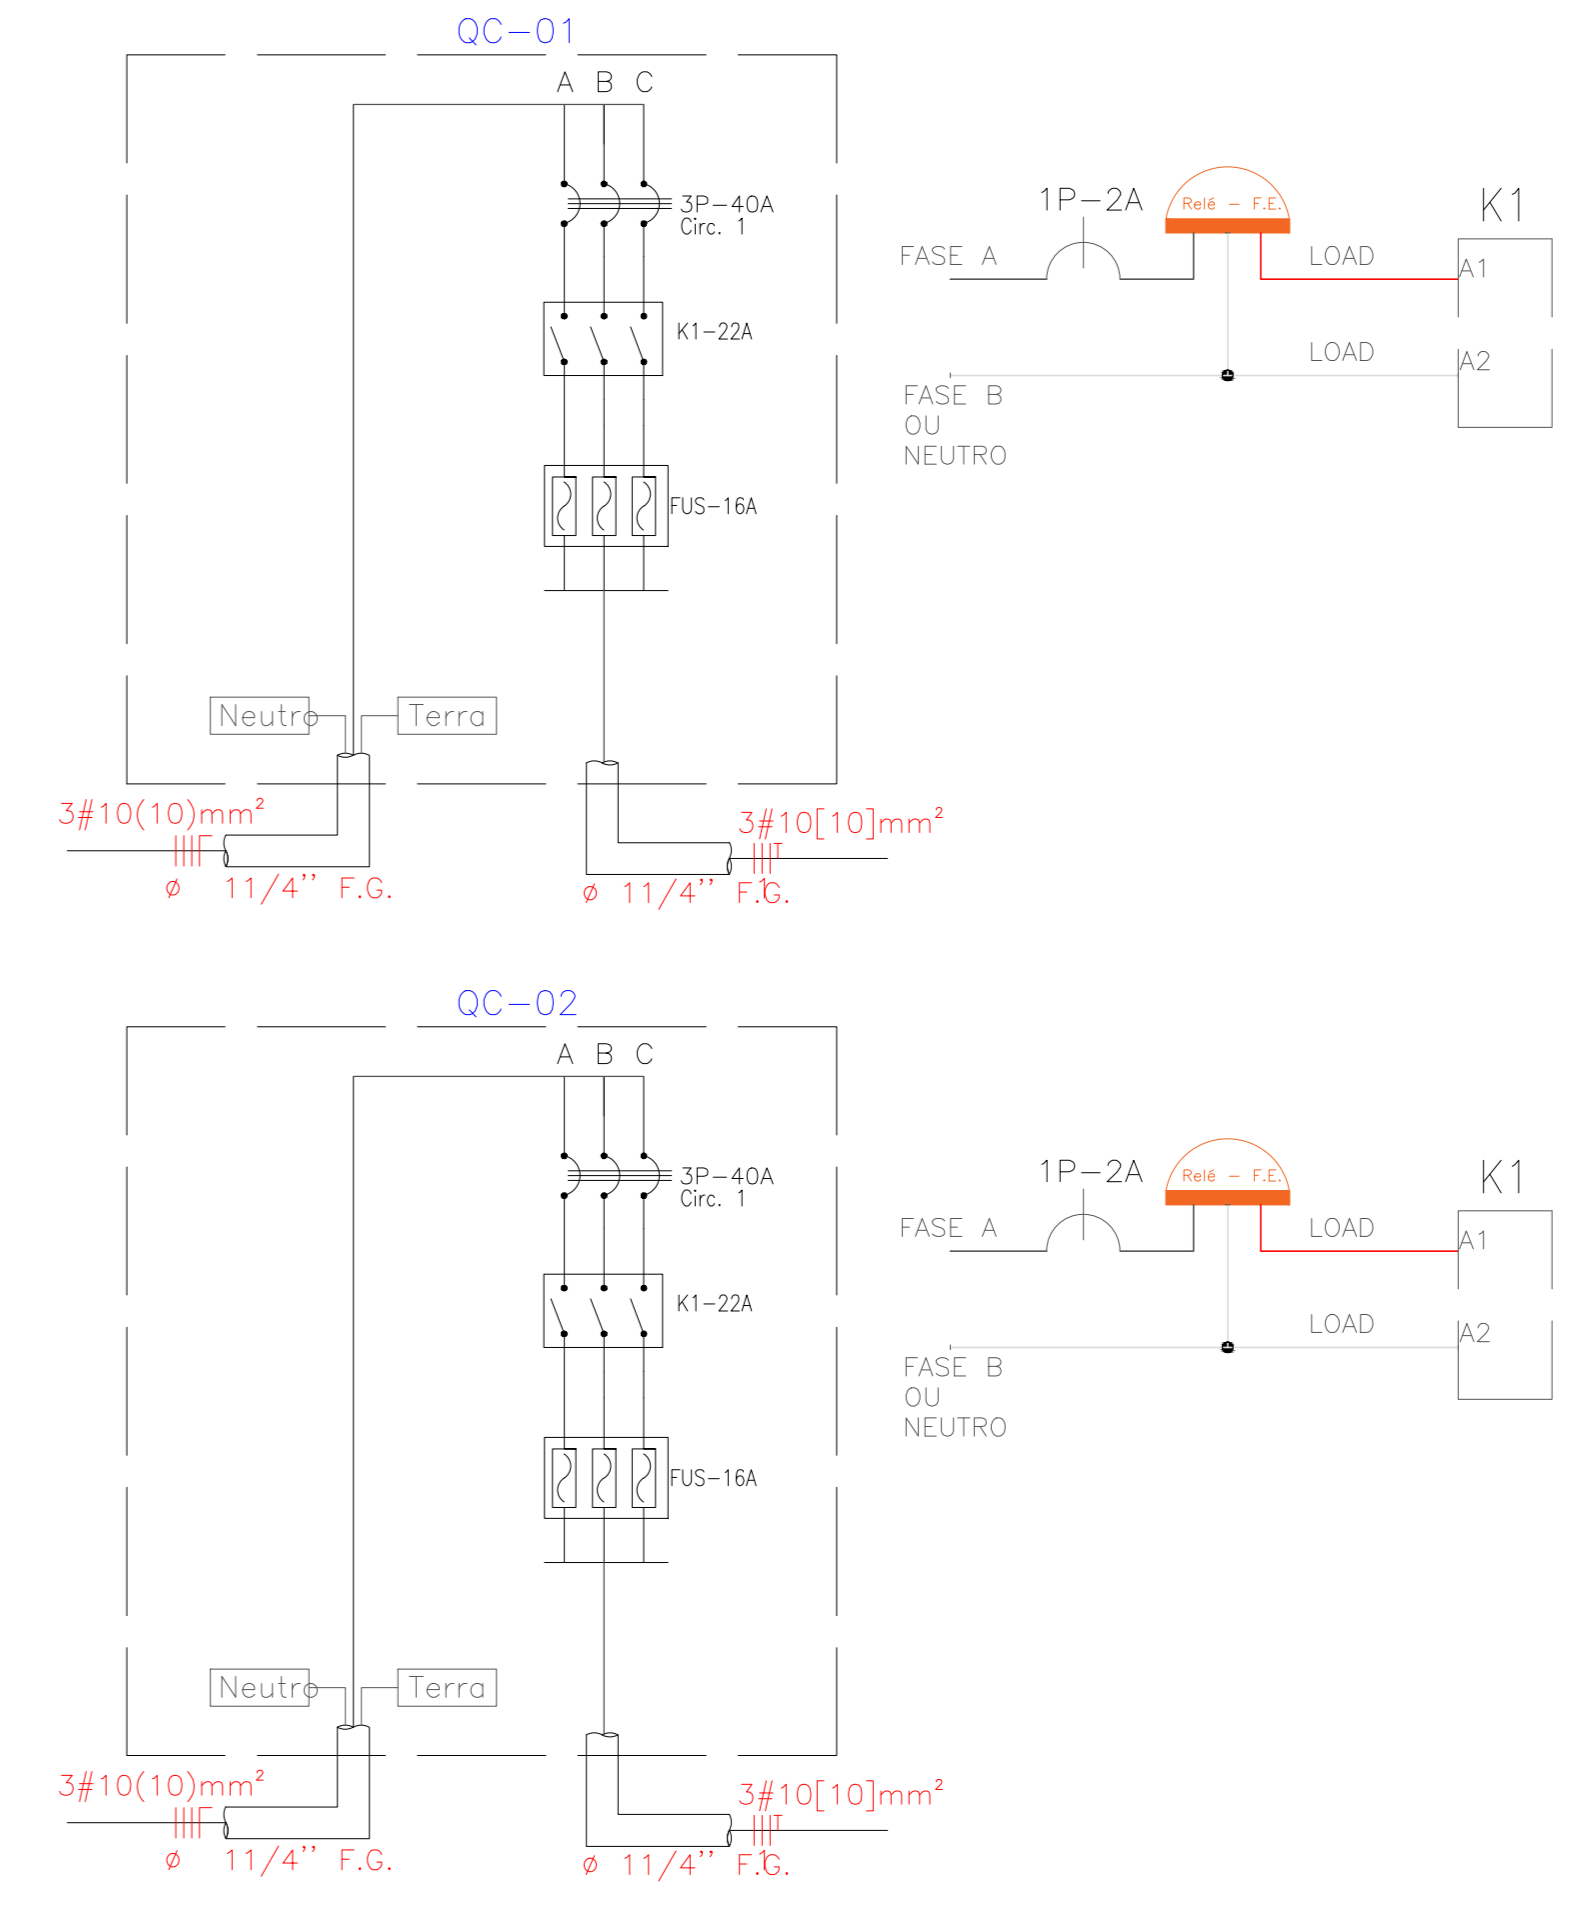 QC-01
A B C
3P-40A
Circ. 1
K1-22A
FUS-16A
Neutro
Terra
3#10(10)mm²
ø 11/4'' F.G.
3#10[10]mm²
1
ø 11/4'' F.G.
1P-2A
Relé - F.E.
K1
FASE A
LOAD
A1
LOAD
A2
FASE B
OU
NEUTRO
QC-02
A B C
3P-40A
Circ. 1
K1-22A
FUS-16A
Neutro
Terra
3#10(10)mm²
ø 11/4'' F.G.
3#10[10]mm²
1
ø 11/4'' F.G.
1P-2A
Relé - F.E.
K1
FASE A
LOAD
A1
LOAD
A2
FASE B
OU
NEUTRO